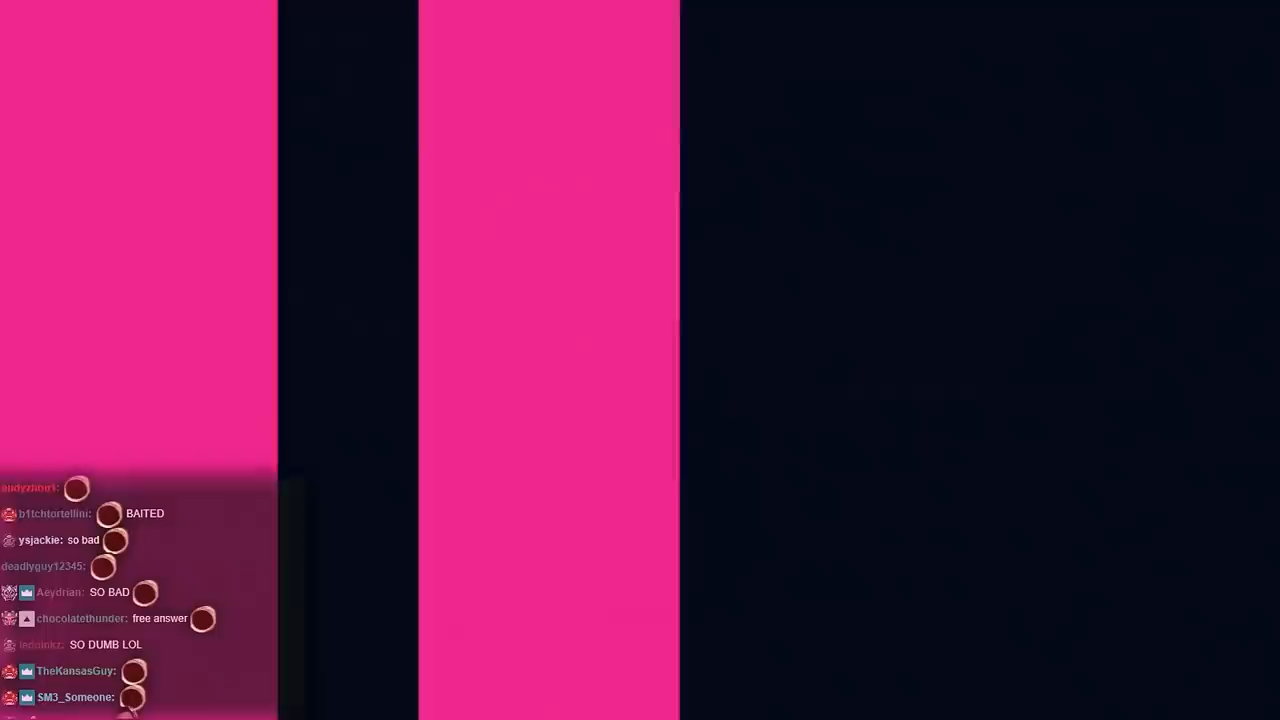 b1tchtortellini: BAITED
ysjackie: so bad
deadlyguy12345:
Aeydrian: SO BAD
chocolatethunder: free answer
SO DUMB LOL
TheKansasGuy:
SM3_Someone: